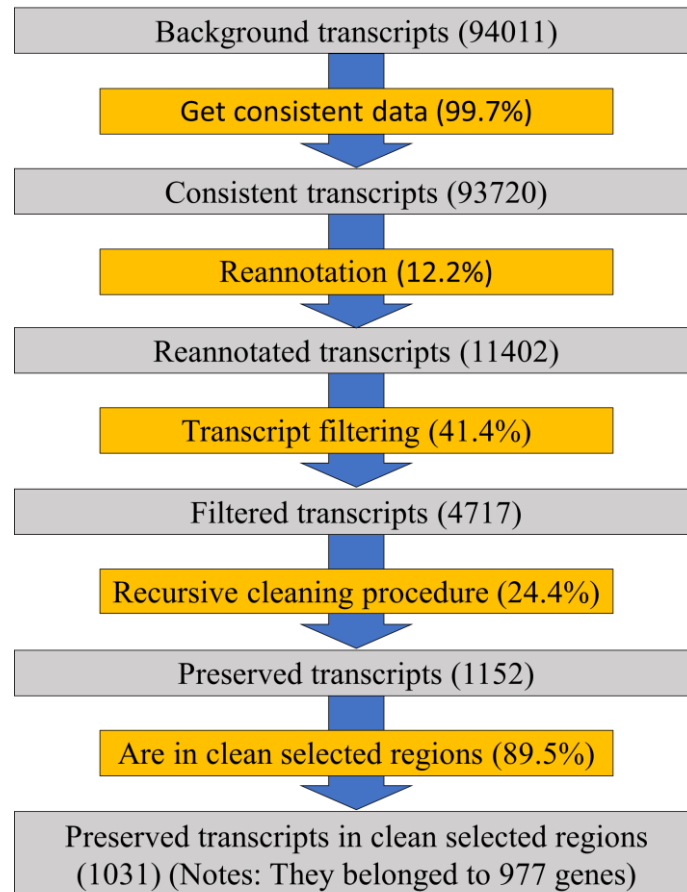 Background transcripts (94011)
Get consistent data (99.7%)
Consistent transcripts (93720)
Reannotation (12.2%)
Reannotated transcripts (11402)
Transcript filtering (41.4%)
Filtered transcripts (4717)
Recursive cleaning procedure (24.4%)
Preserved transcripts (1152)
Are in clean selected regions (89.5%)
Preserved transcripts in clean selected regions
(1031) (Notes: They belonged to 977 genes)